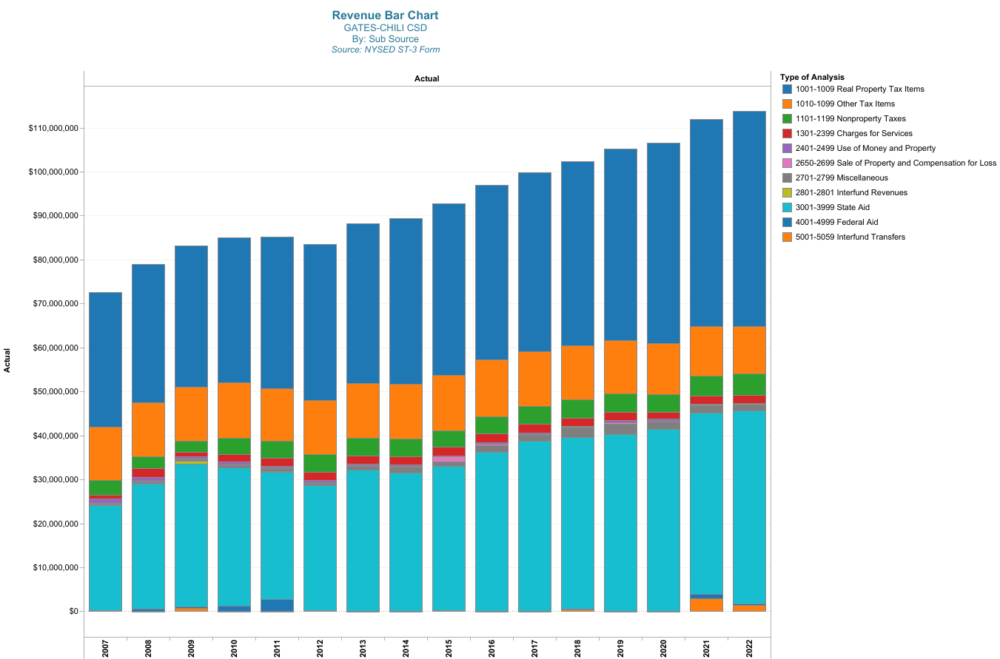 Revenue Bar Chart
GATES-CHILI CSD
By: Sub Source
Source: NYSED ST-3 Form
Actual
Type of Analysis
1001-1009 Real Property Tax Items
1010-1099 Other Tax Items
1101-1199 Nonproperty Taxes
1301-2399 Charges for Services
2401-2499 Use of Money and Property
2650-2699 Sale of Property and Compensation for Loss
2701-2799 Miscellaneous
2801-2801 Interfund Revenues
3001-3999 State Aid
4001-4999 Federal Aid
5001-5059 Interfund Transfers
Actual
$110,000,000
$100,000,000
$90,000,000
$80,000,000
$70,000,000
$60,000,000
$50,000,000
$40,000,000
$30,000,000
$20,000,000
$10,000,000
$0
2007
2008
2009
2010
2011
2012
2013
2014
2015
2016
2017
2018
2019
2020
2021
2022